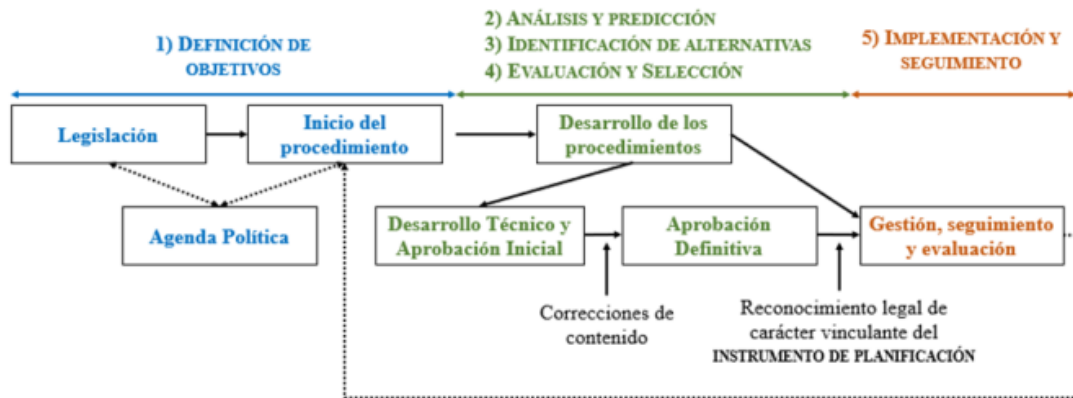 1) DEFINICIÓN DE
OBJETIVOS
2) ANÁLISIS Y PREDICCIÓN
3) IDENTIFICACIÓN DE ALTERNATIVAS
4) EVALUACIÓN Y SELECCIÓN
5) IMPLEMENTACIÓN Y
SEGUIMIENTO
Legislación
Inicio del
procedimiento
Desarrollo de los
procedimientos
Agenda Política
Desarrollo Técnico y
Aprobación Inicial
Aprobación
Definitiva
Gestión, seguimiento
y evaluación
Correcciones de
contenido
Reconocimiento legal de
carácter vinculante del
INSTRUMENTO DE PLANIFICACIÓN